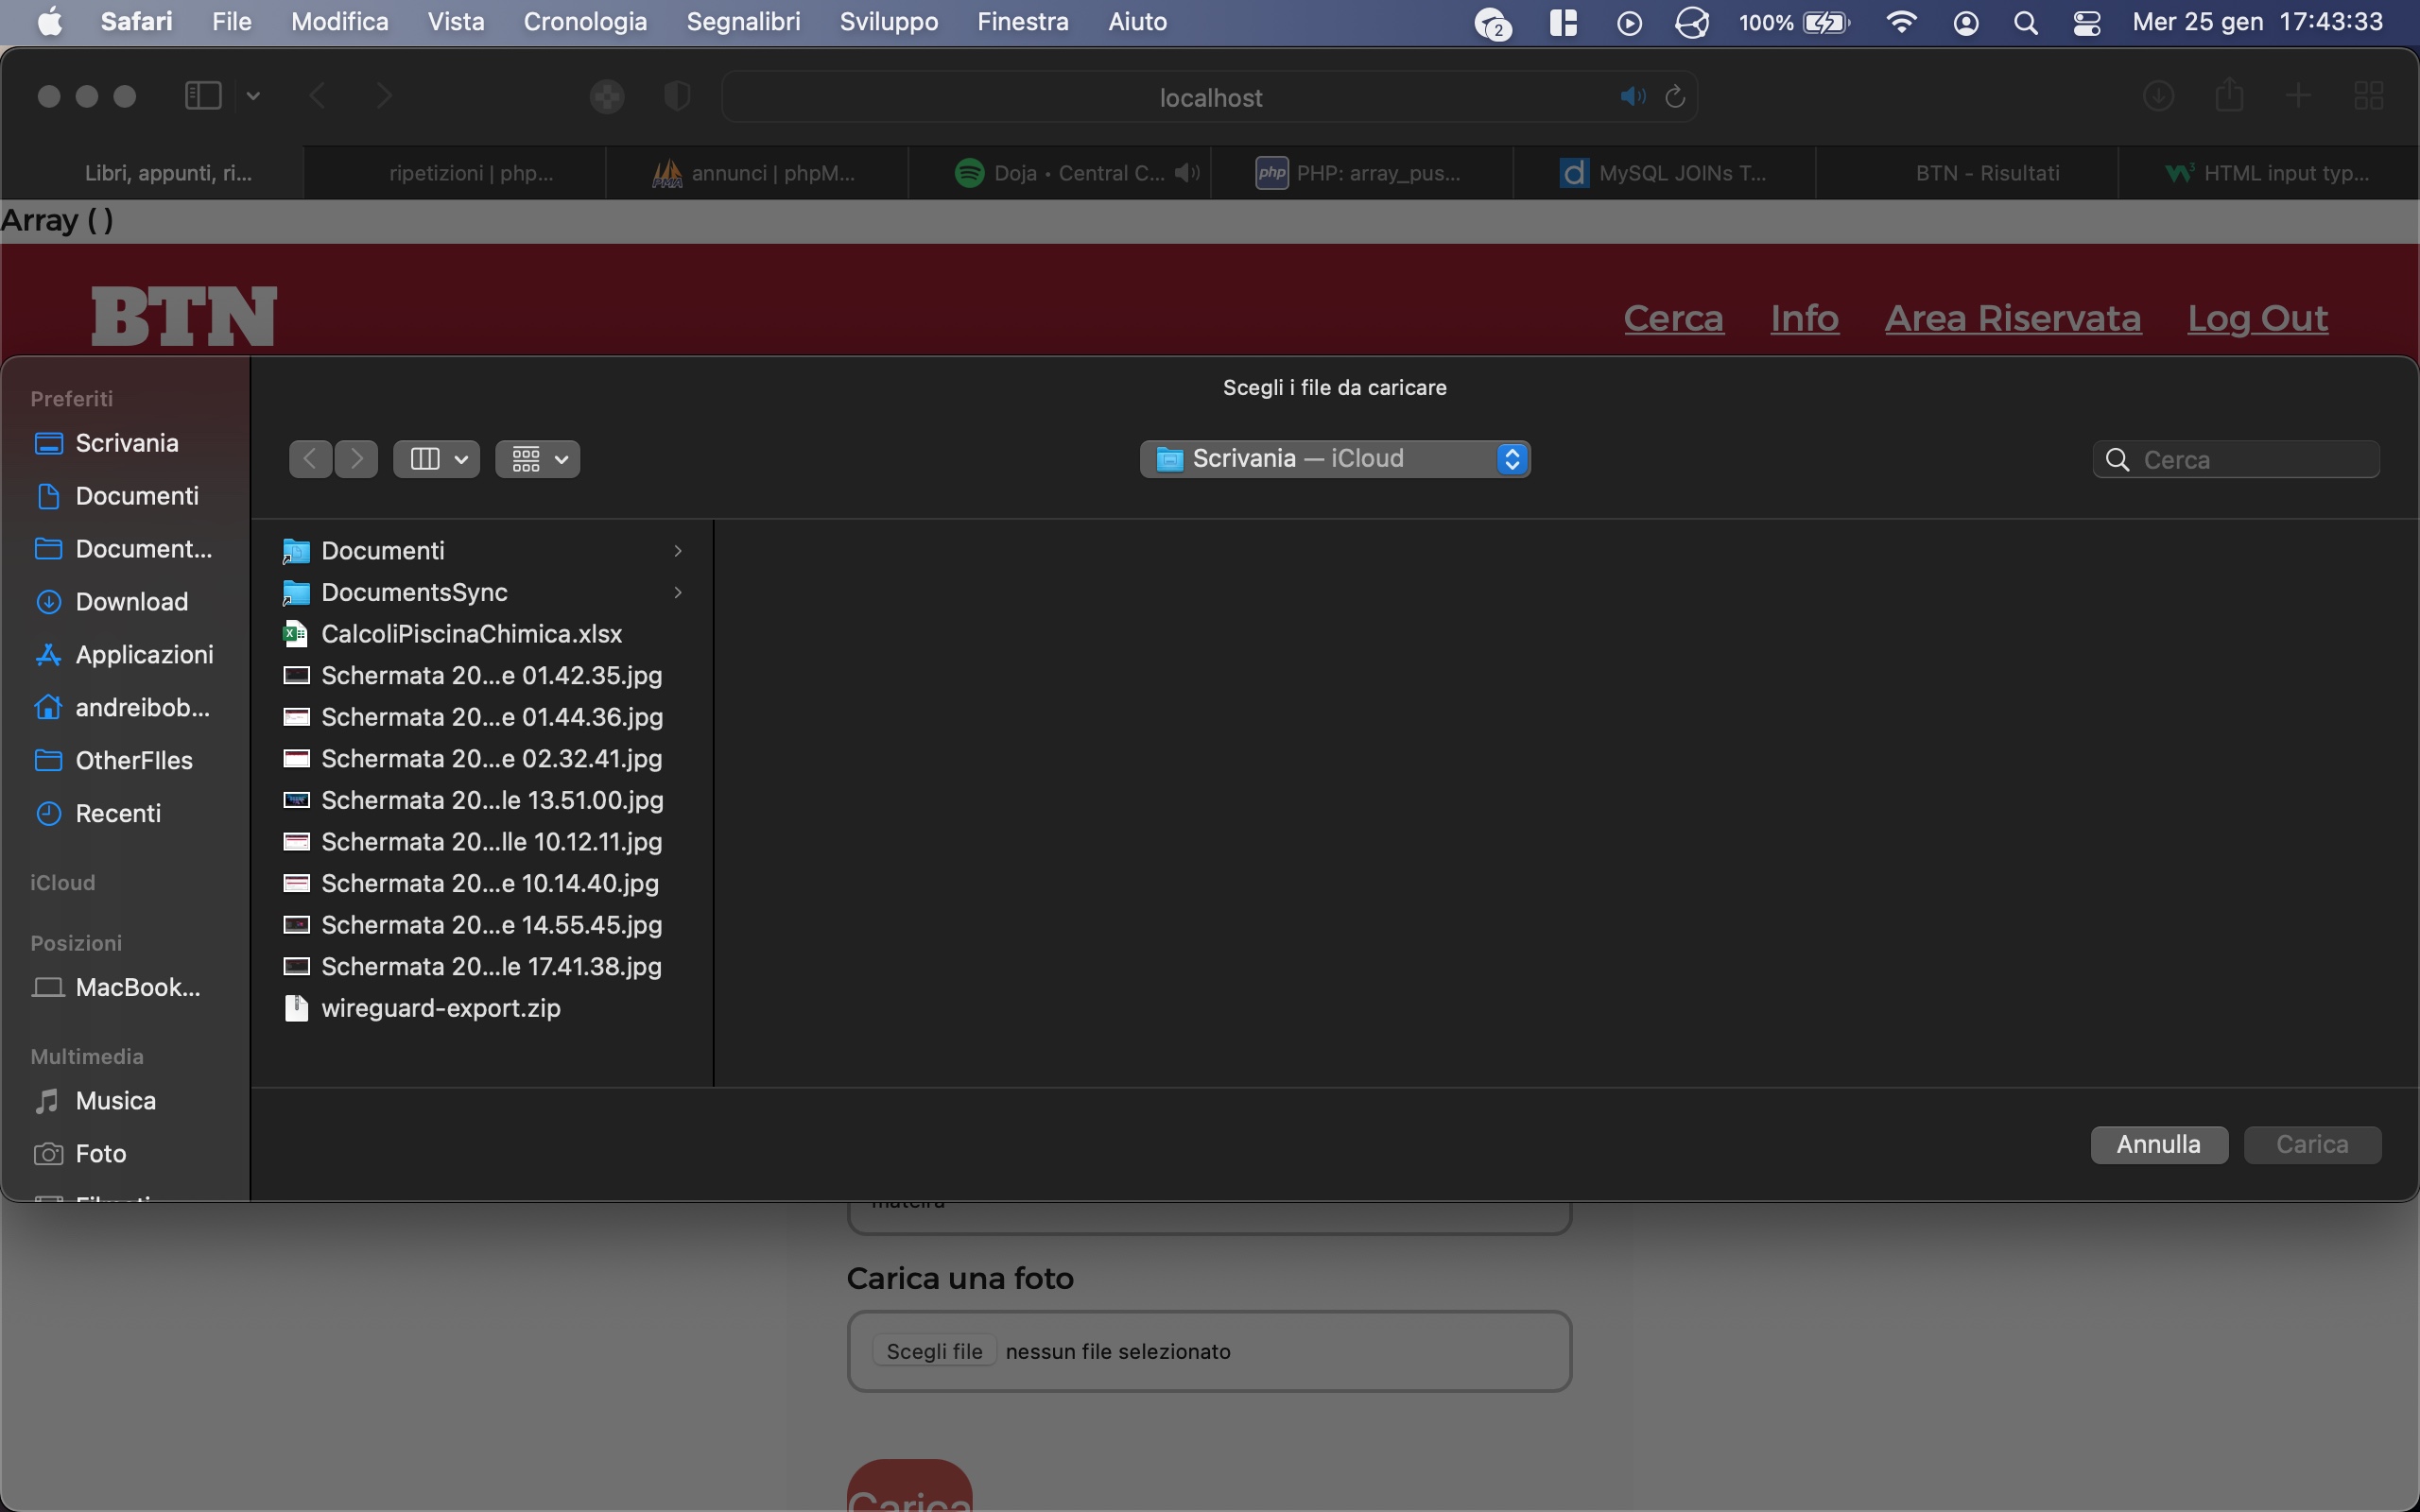 Safari File Modifica Vista Cronologia Segnalibri Sviluppo Finestra Aiuto 2 100% Mer 25 gen 17:43:33
localhost
Libri, appunti, ri... ripetizioni | php... annunci | phpM... Doja • Central C... php PHP: array_pus... d MySQL JOINs T... BTN - Risultati W3 HTML input typ...
Array ( )
BTN Cerca Info Area Riservata Log Out
Scegli i file da caricare
Preferiti
Scrivania
Documenti
Document...
Download
Applicazioni
andreibob...
OtherFIles
Recenti
iCloud
Posizioni
MacBook...
Multimedia
Musica
Foto
Scrivania — iCloud
Cerca
Documenti
DocumentsSync
CalcoliPiscinaChimica.xlsx
Schermata 20...e 01.42.35.jpg
Schermata 20...e 01.44.36.jpg
Schermata 20...e 02.32.41.jpg
Schermata 20...le 13.51.00.jpg
Schermata 20...lle 10.12.11.jpg
Schermata 20...e 10.14.40.jpg
Schermata 20...e 14.55.45.jpg
Schermata 20...le 17.41.38.jpg
wireguard-export.zip
Annulla Carica
mateira
Carica una foto
Scegli file nessun file selezionato
Carica